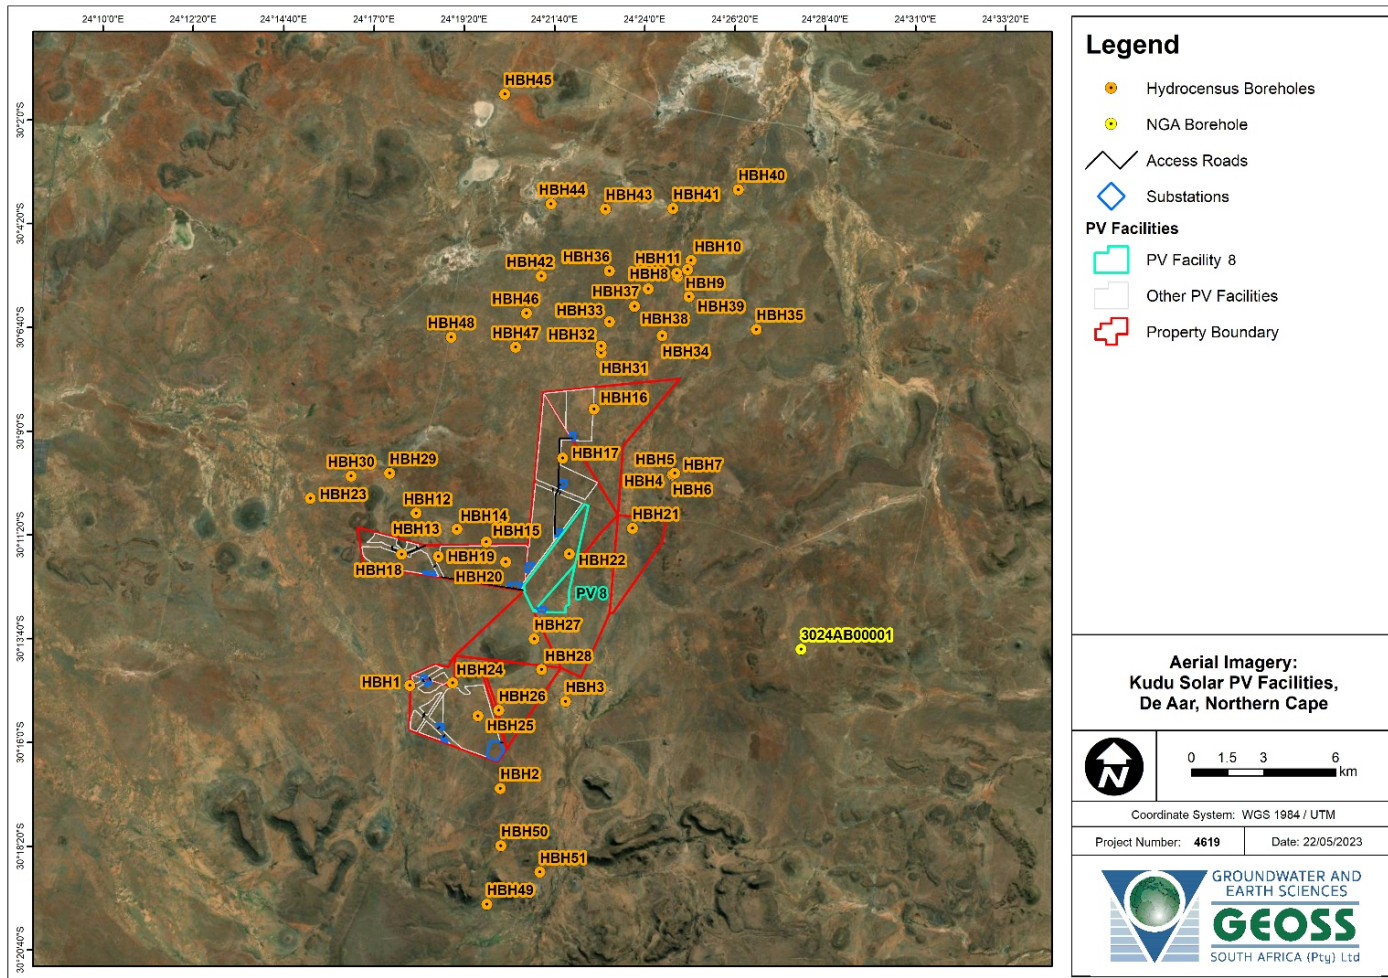 24°10'0"E
24°12'20"E
24°14'40"E
24°17'0"E
24°19'20"E
24°21'40"E
24°24'0"E
24°26'20"E
24°28'40"E
24°31'0"E
24°33'20"E
30°2'0"S
30°4'20"S
30°6'40"S
30°9'0"S
30°11'20"S
30°13'40"S
30°16'0"S
30°18'20"S
30°20'40"S
HBH45
HBH40
HBH44
HBH43
HBH41
HBH10
HBH36
HBH11
HBH42
HBH8
HBH9
HBH37
HBH46
HBH39
HBH33
HBH38
HBH35
HBH48
HBH47
HBH32
HBH34
HBH31
HBH16
HBH17
HBH30
HBH29
HBH5
HBH7
HBH4
HBH6
HBH23
HBH12
HBH14
HBH21
HBH13
HBH15
HBH19
HBH22
HBH18
HBH20
PV 8
HBH27
3024AB00001
HBH28
HBH24
HBH1
HBH3
HBH26
HBH25
HBH2
HBH50
HBH51
HBH49
Legend
Hydrocensus Boreholes
NGA Borehole
Access Roads
Substations
PV Facilities
PV Facility 8
Other PV Facilities
Property Boundary
Aerial Imagery:
Kudu Solar PV Facilities,
De Aar, Northern Cape
N
0 1.5 3 6
km
Coordinate System: WGS 1984 / UTM
Project Number: 4619
Date: 22/05/2023
GROUNDWATER AND
EARTH SCIENCES
GEOSS
SOUTH AFRICA (Pty) Ltd